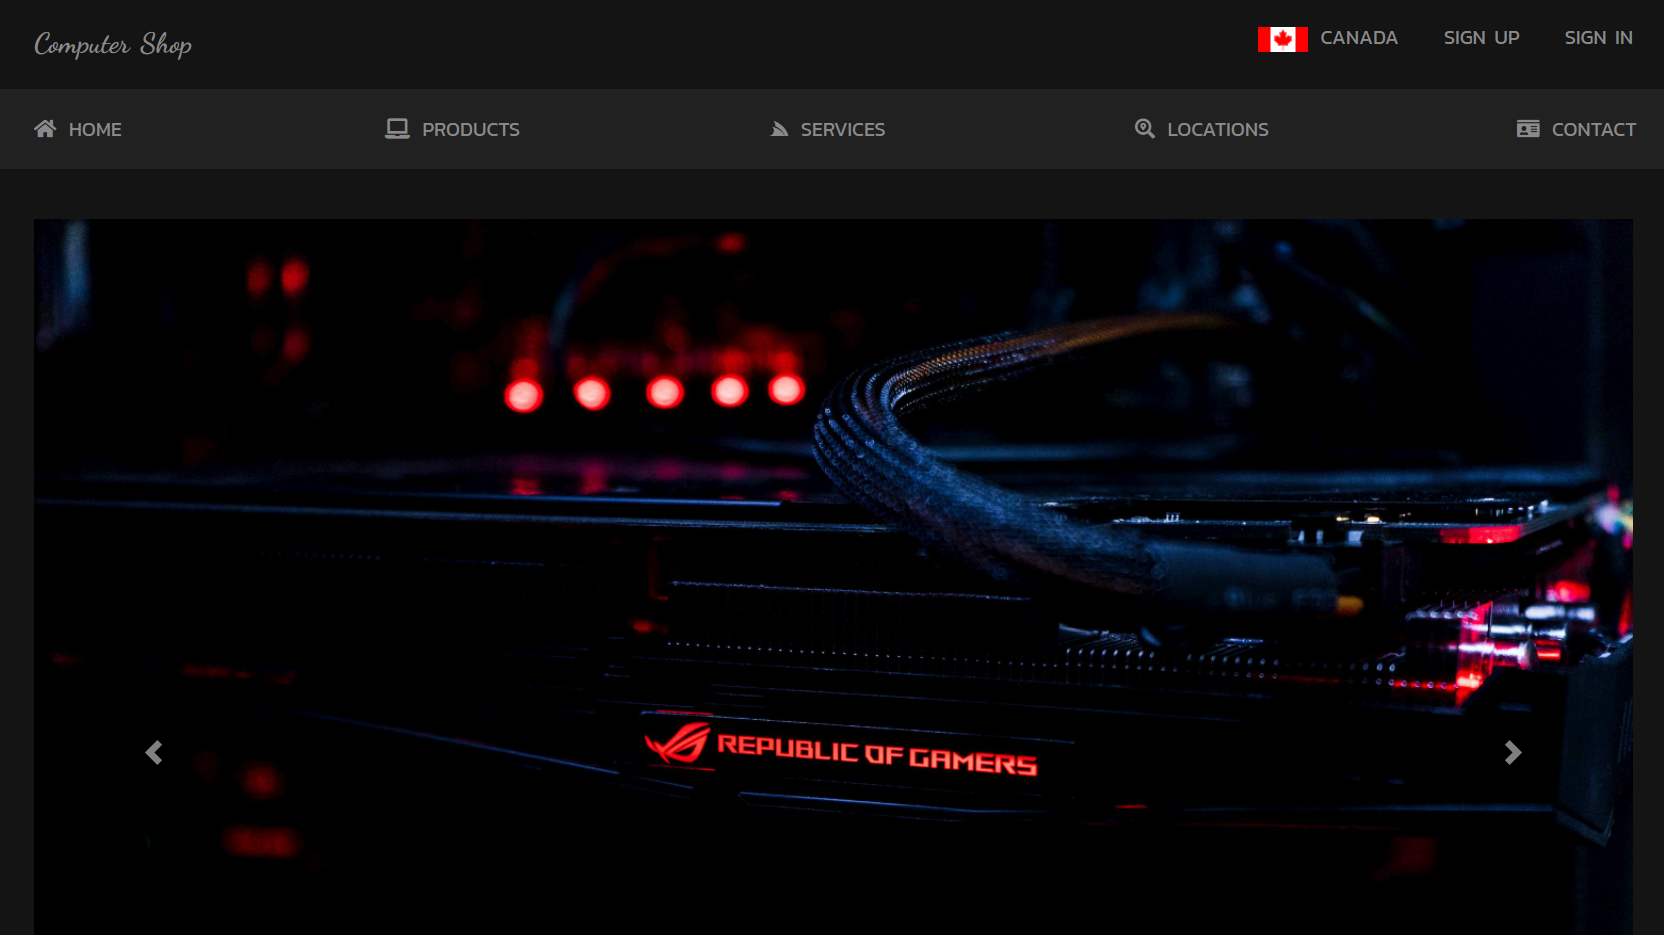 Computer Shop
CANADA
SIGN UP
SIGN IN
HOME
PRODUCTS
SERVICES
LOCATIONS
CONTACT
REPUBLIC OF GAMERS